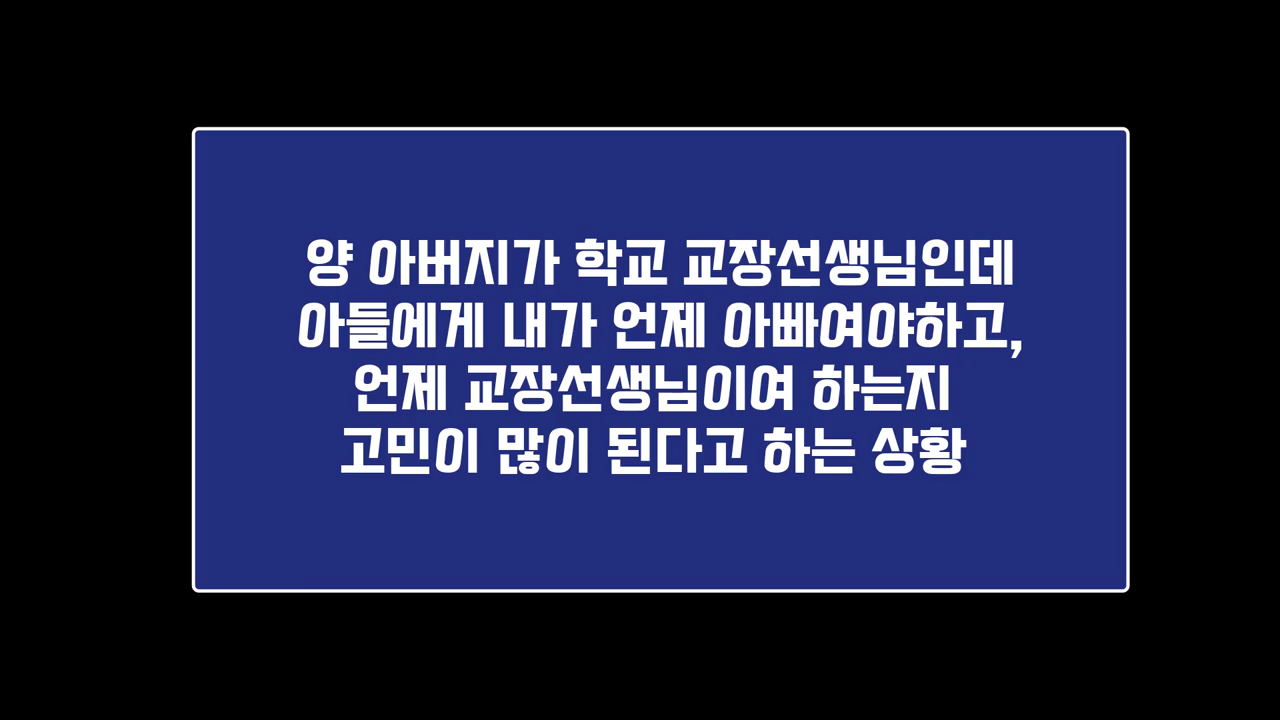 양 아버지가 학교 교장선생님인데
아들에게 내가 언제 아빠여야하고,
언제 교장선생님이여 하는지
고민이 많이 된다고 하는 상황